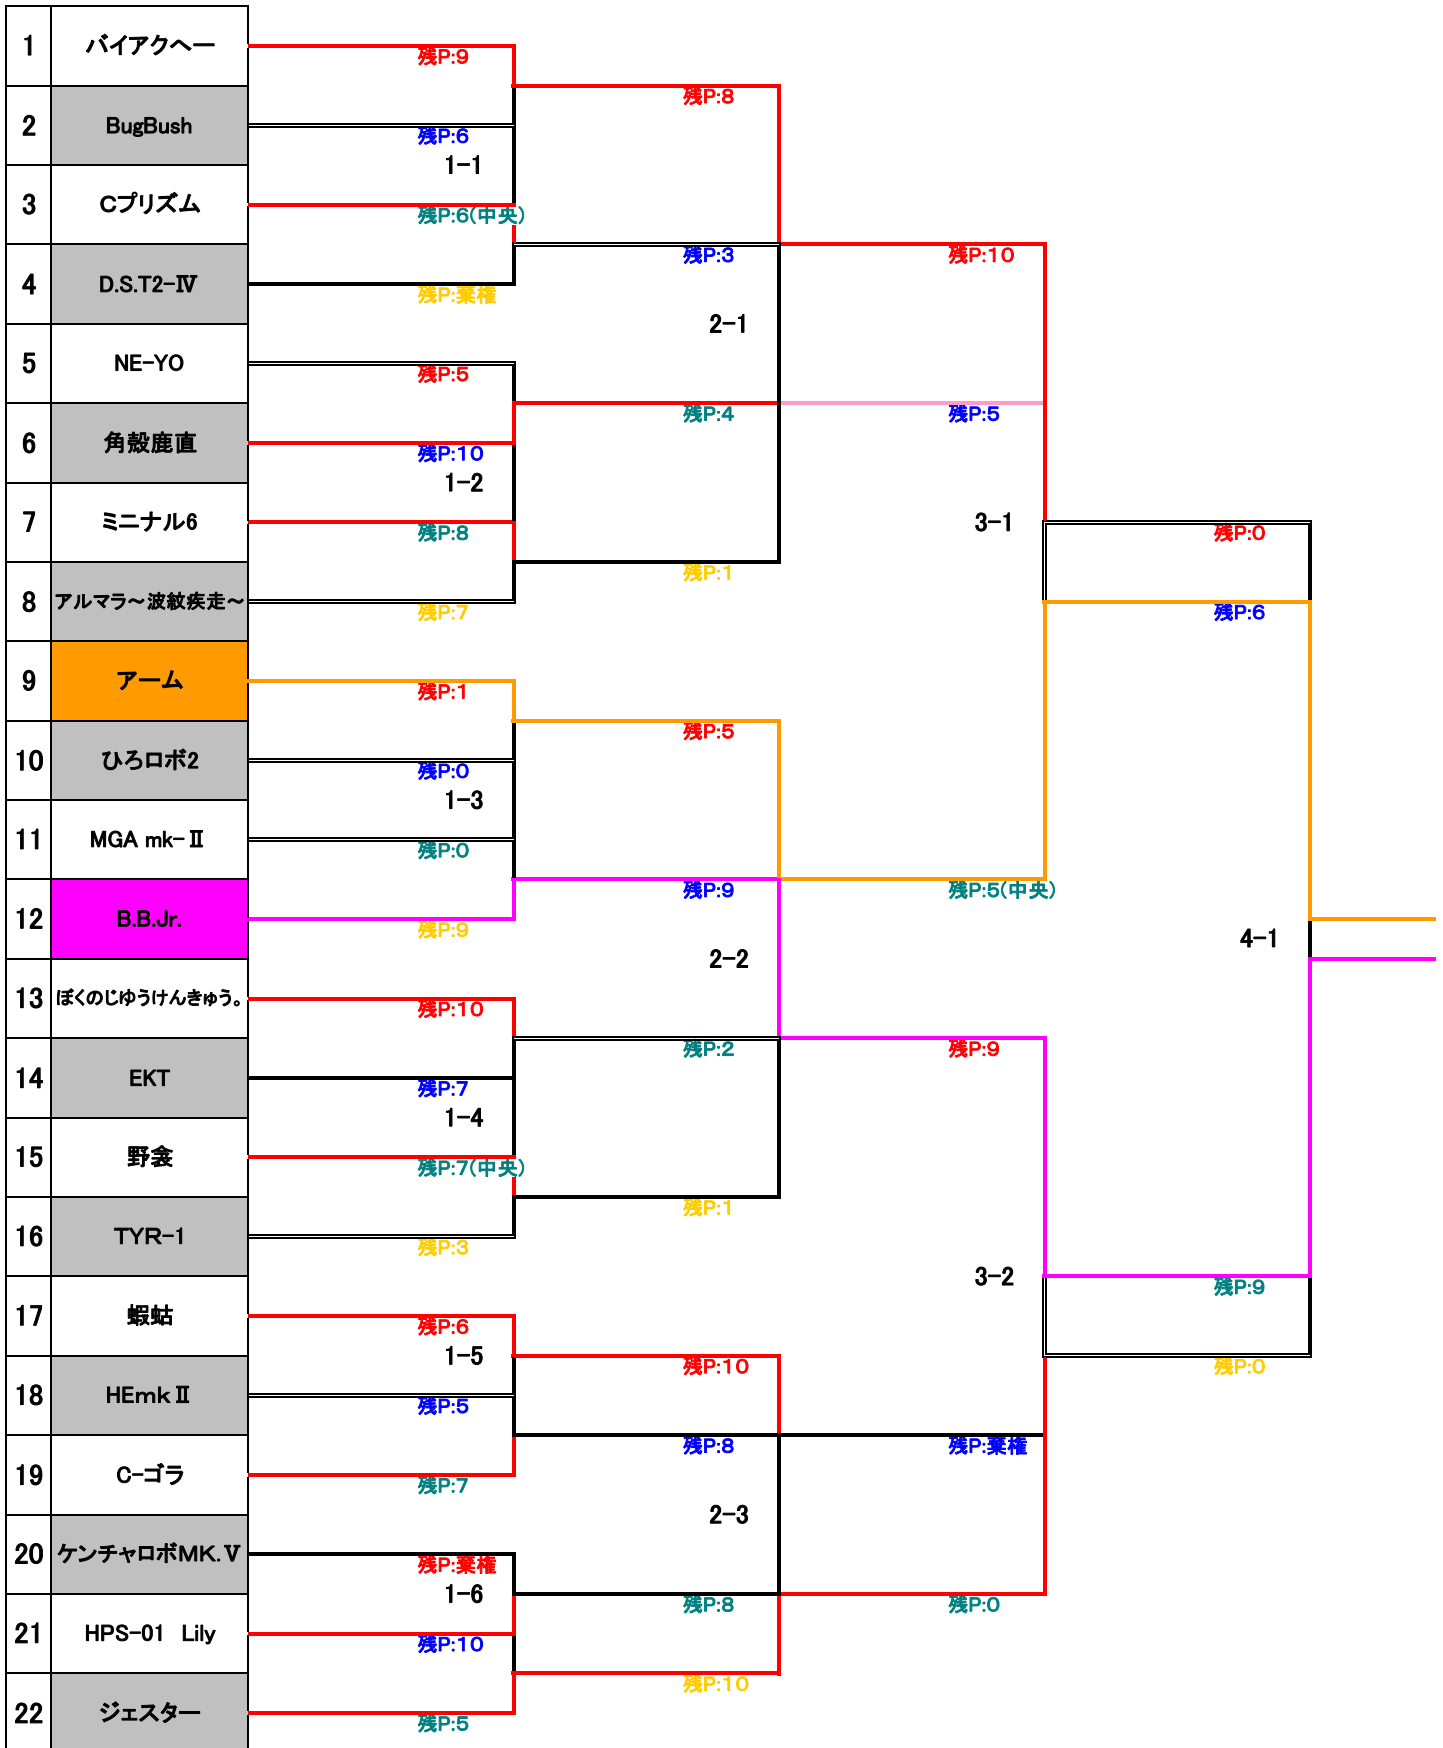 1 バイアクヘー
残P:9
残P:8
2 BugBush
残P:6
1-1
3 Cプリズム
残P:6(中央)
4 D.S.T2-Ⅳ
残P:3
残P:10
残P:棄権
2-1
5 NE-YO
残P:5
残P:4
残P:5
6 角殻鹿直
残P:10
1-2
7 ミニナル6
残P:8
3-1
残P:0
残P:1
8 アルマラ～波紋疾走～
残P:7
残P:6
9 アーム
残P:1
残P:5
10 ひろロボ2
残P:0
1-3
11 MGA mk-Ⅱ
残P:0
残P:9
残P:5(中央)
12 B.B.Jr.
残P:9
4-1
2-2
13 ぼくのじゆうけんきゅう。
残P:10
残P:2
残P:9
14 EKT
残P:7
1-4
15 野衾
残P:7(中央)
残P:1
16 TYR-1
残P:3
3-2
残P:9
17 蝦蛄
残P:6
1-5
残P:10
残P:0
18 HEmkⅡ
残P:5
残P:8
残P:棄権
19 C-ゴラ
残P:7
2-3
20 ケンチャロボMK.Ⅴ
残P:棄権
1-6
残P:8
残P:0
21 HPS-01 Lily
残P:10
残P:10
22 ジェスター
残P:5